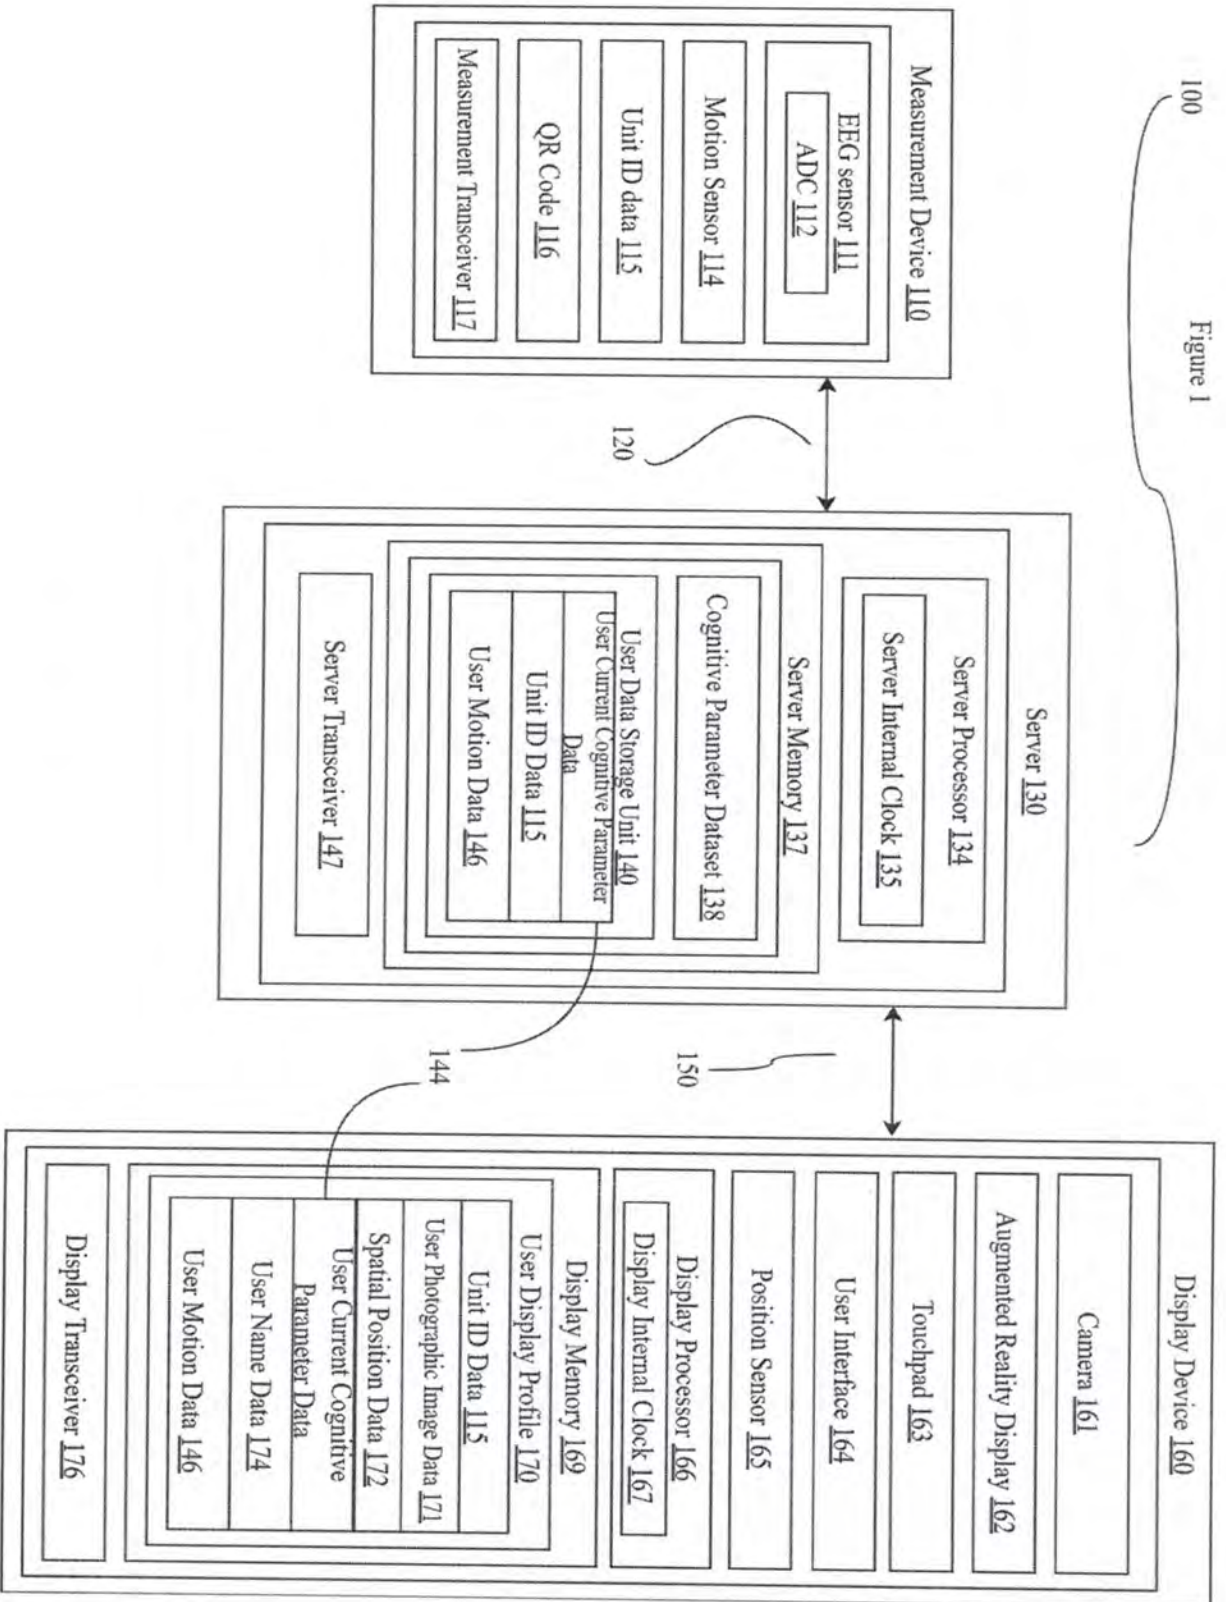 Figure 1
100
Measurement Device 110
EEG sensor 111
ADC 112
Motion Sensor 114
Unit ID data 115
QR Code 116
Measurement Transceiver 117
120
Server 130
Server Processor 134
Server Internal Clock 135
Server Memory 137
Cognitive Parameter Dataset 138
User Data Storage Unit 140
User Current Cognitive Parameter
Data
Unit ID Data 115
User Motion Data 146
Server Transceiver 147
144
150
Display Device 160
Camera 161
Augmented Reality Display 162
Touchpad 163
User Interface 164
Position Sensor 165
Display Processor 166
Display Internal Clock 167
Display Memory 169
User Display Profile 170
Unit ID Data 115
User Photographic Image Data 171
Spatial Position Data 172
User Current Cognitive
Parameter Data
User Name Data 174
User Motion Data 146
Display Transceiver 176